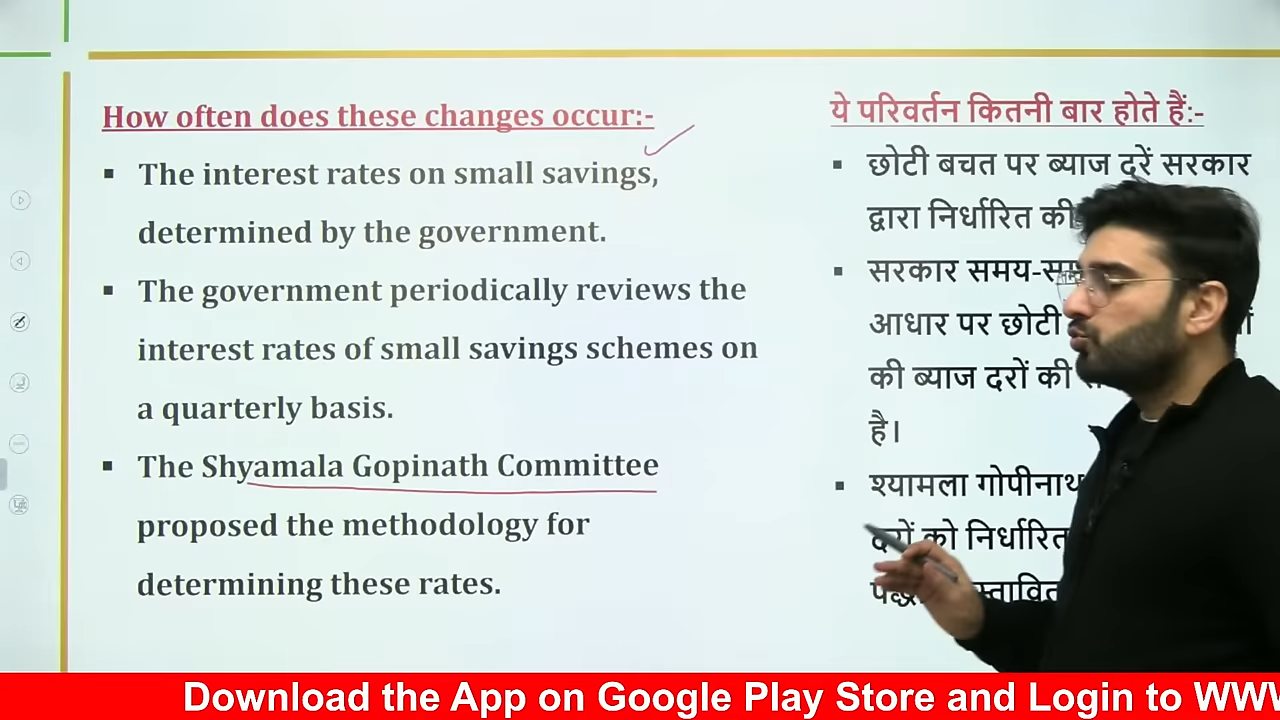 How often does these changes occur:-
▪ The interest rates on small savings,
determined by the government.
▪ The government periodically reviews the
interest rates of small savings schemes on
a quarterly basis.
▪ The Shyamala Gopinath Committee
proposed the methodology for
determining these rates.
ये परिवर्तन कितनी बार होते हैं:-
▪ छोटी बचत पर ब्याज दरें सरकार
द्वारा निर्धारित की
▪ सरकार समय-
आधार पर छोटी
की ब्याज दरों की
है।
▪ श्यामला गोपीनाथ
दरों को निर्धारित
Download the App on Google Play Store and Login to WWW